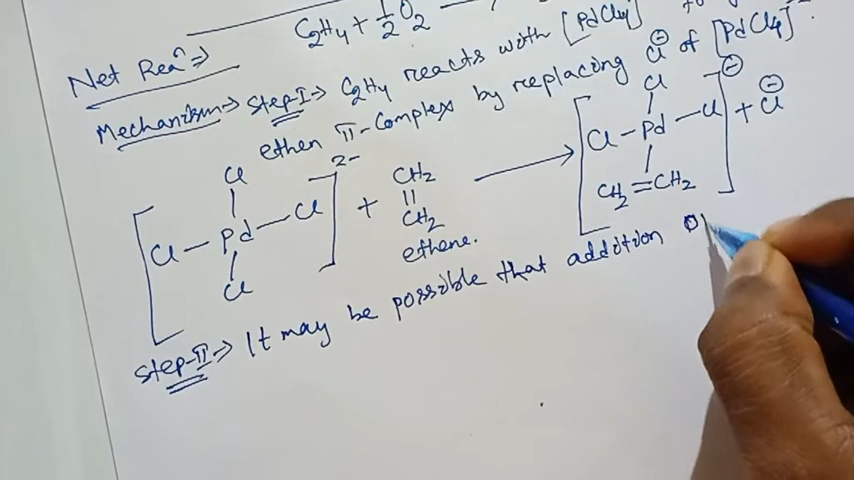 C₂H₄ + 1/2 O₂ →
Net Reaⁿ ⇒
Mechanism → Step-I → C₂H₄ reacts with [PdCl4]
ethen π-Complex by replacing Cl⊖ of [PdCl4]²⁻.
[Cl-Pd-Cl Cl Cl]²⁻ + CH₂=CH₂ → [Cl-Pd-Cl Cl CH₂=CH₂]⊖ + Cl⊖
ethene.
Step-II → It may be possible that addition